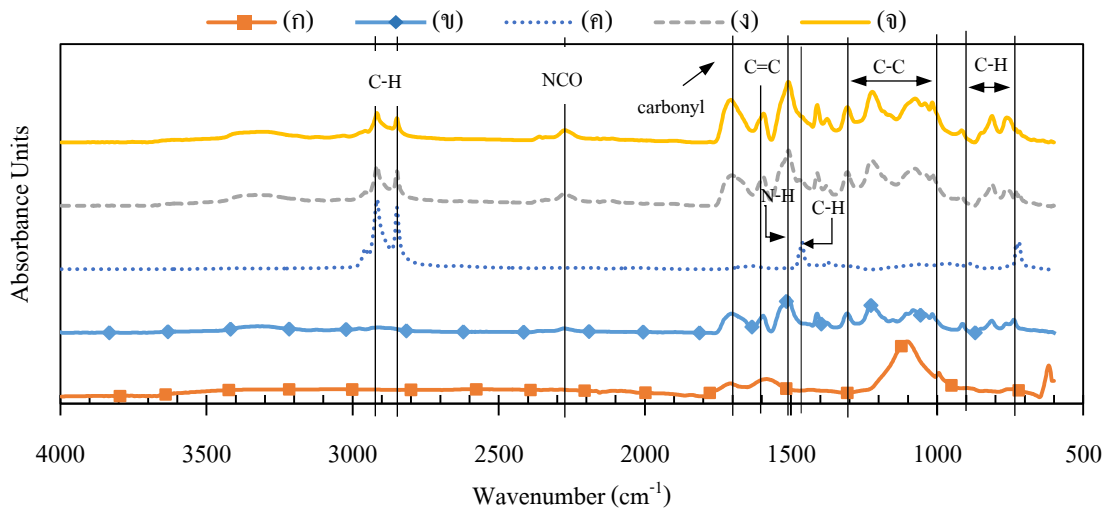 (ก) (ข) (ค) (ง) (จ)
C-H
NCO
carbonyl
C=C
C-C
C-H
N-H
C-H
Absorbance Units
4000 3500 3000 2500 2000 1500 1000 500
Wavenumber (cm⁻¹)